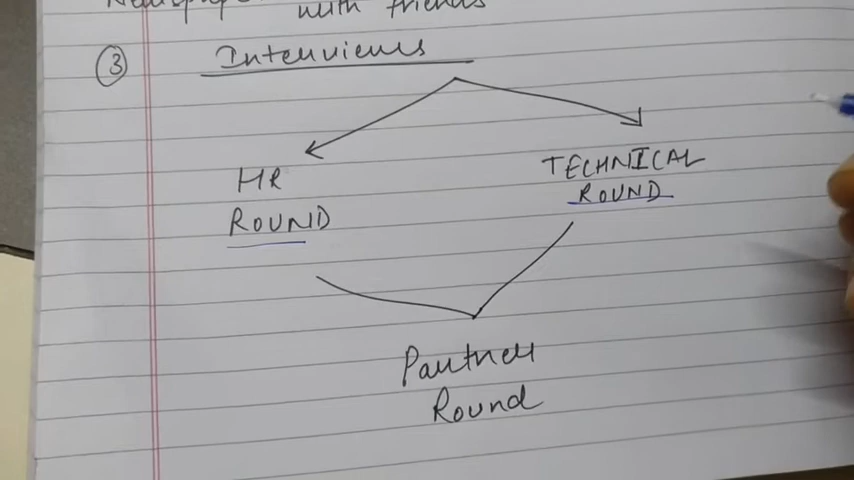 with friends
③ Interviews
HR
ROUND
TECHNICAL
ROUND
Partner
Round